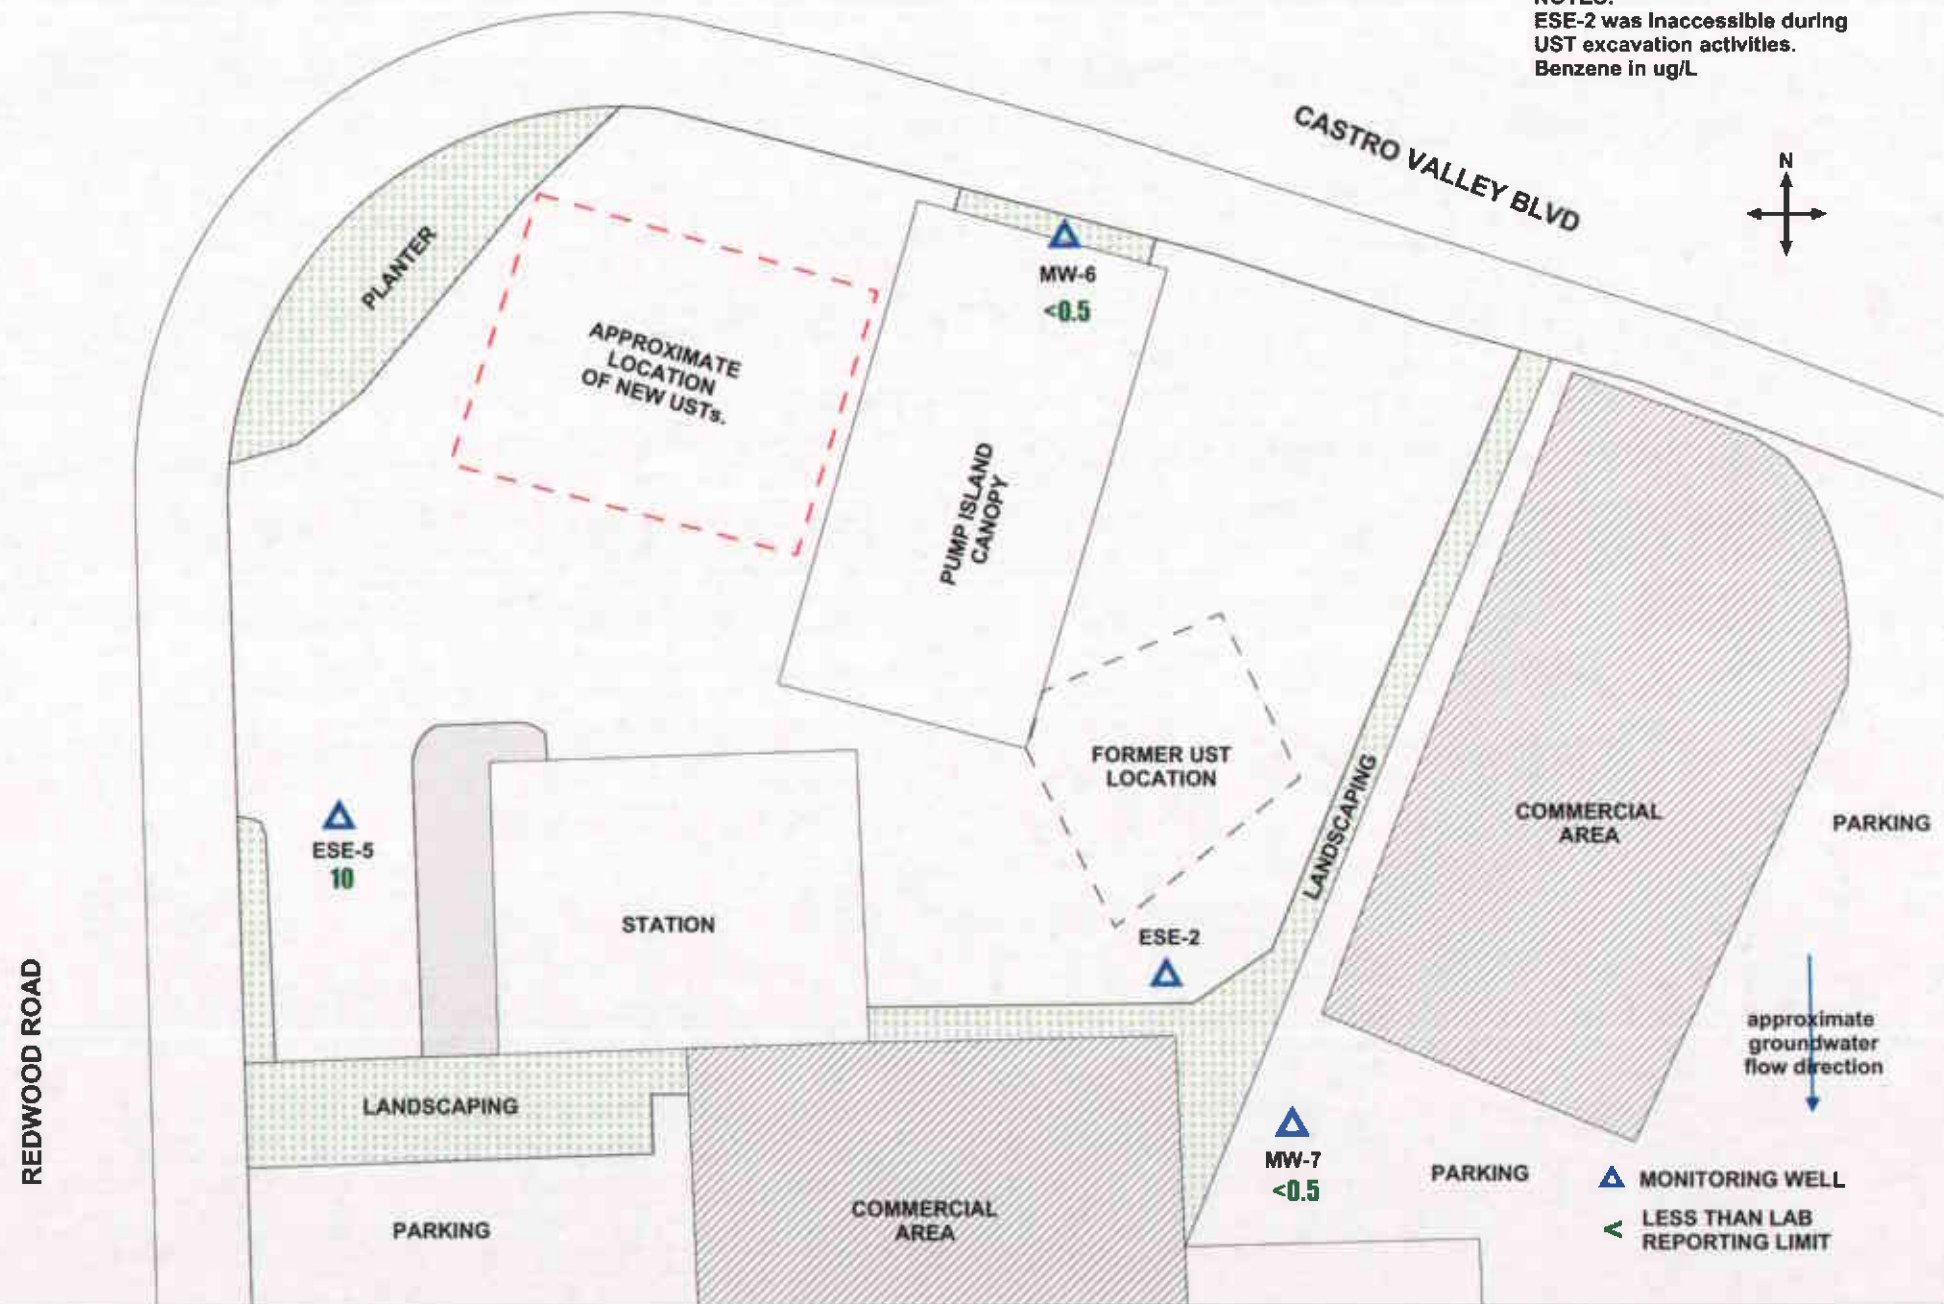 NOTES:
ESE-2 was inaccessible during
UST excavation activities.
Benzene in ug/L
CASTRO VALLEY BLVD
N
PLANTER
MW-6
<0.5
APPROXIMATE
LOCATION
OF NEW USTs.
PUMP ISLAND
CANOPY
FORMER UST
LOCATION
LANDSCAPING
COMMERCIAL
AREA
PARKING
ESE-5
10
STATION
ESE-2
REDWOOD ROAD
approximate
groundwater
flow direction
LANDSCAPING
MW-7
<0.5
PARKING
MONITORING WELL
< LESS THAN LAB
REPORTING LIMIT
PARKING
COMMERCIAL
AREA